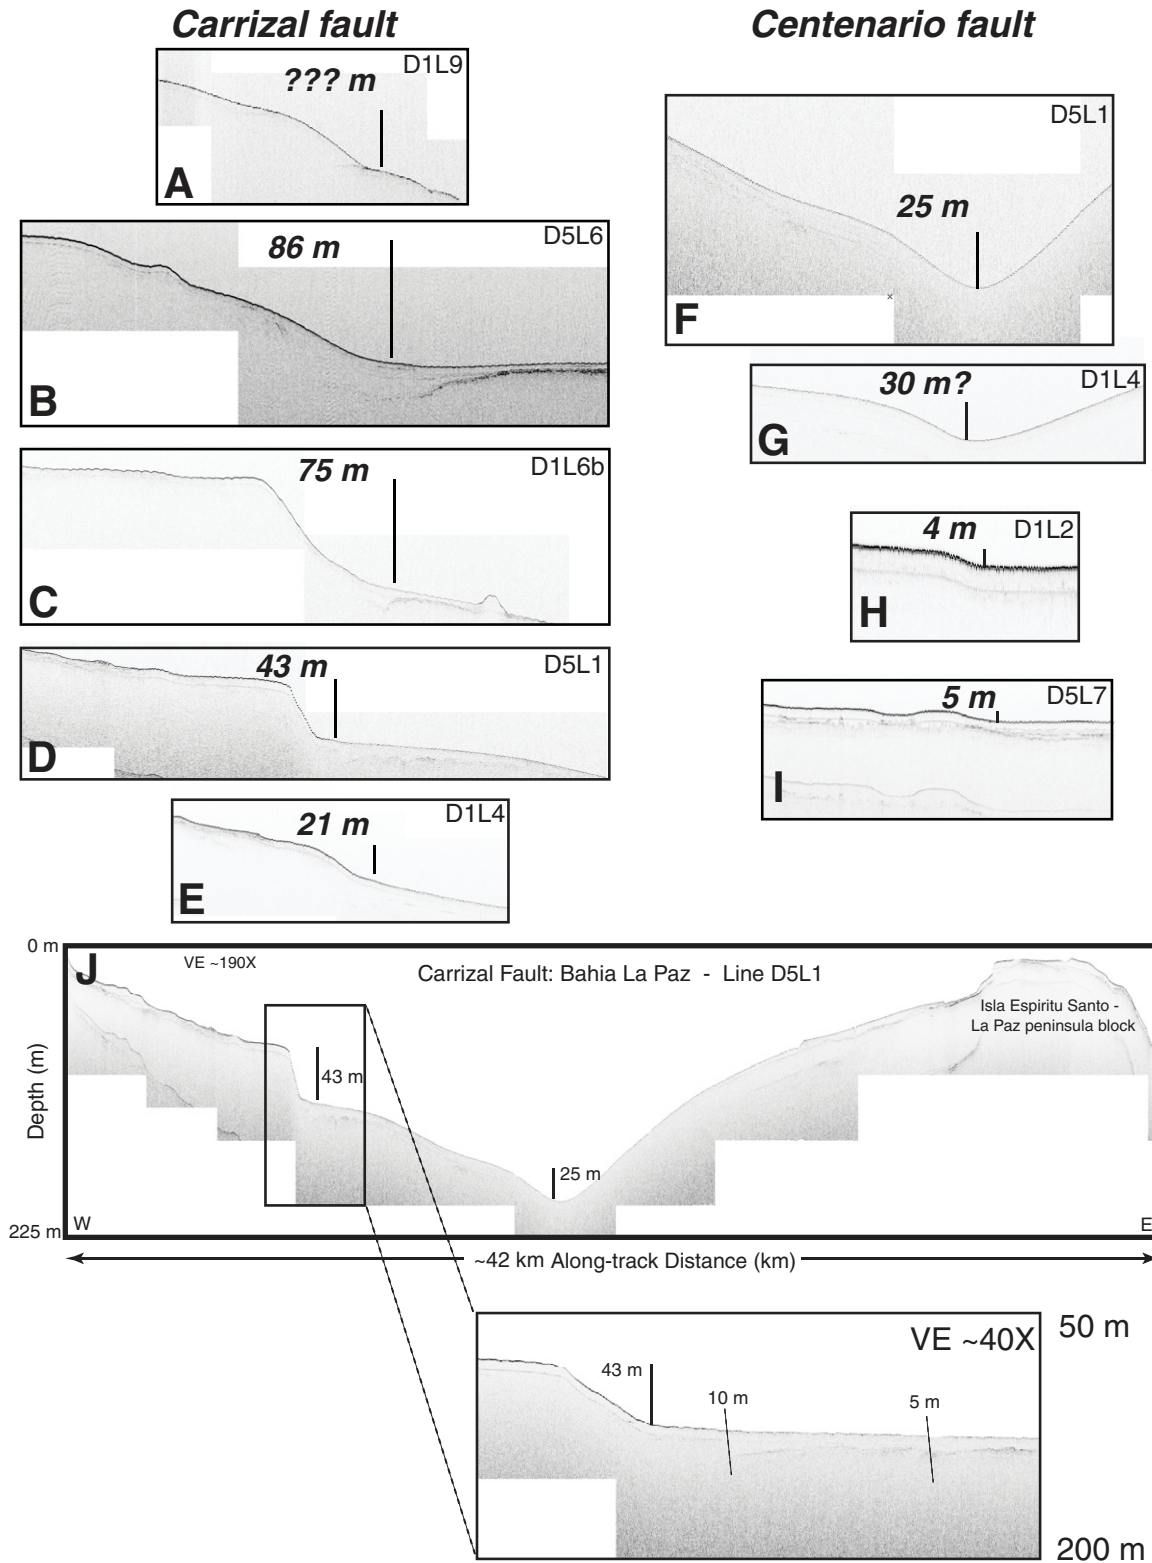 Carrizal fault
Centenario fault
D1L9
??? m
A
D5L6
86 m
B
D1L6b
75 m
C
D5L1
43 m
D
D1L4
21 m
E
D5L1
25 m
F
x
D1L4
30 m?
G
D1L2
4 m
H
D5L7
5 m
I
0 m
J
VE ~190X
Carrizal Fault: Bahia La Paz - Line D5L1
Isla Espiritu Santo -
La Paz peninsula block
43 m
25 m
Depth (m)
225 m
W
E
~42 km Along-track Distance (km)
VE ~40X
50 m
43 m
10 m
5 m
200 m